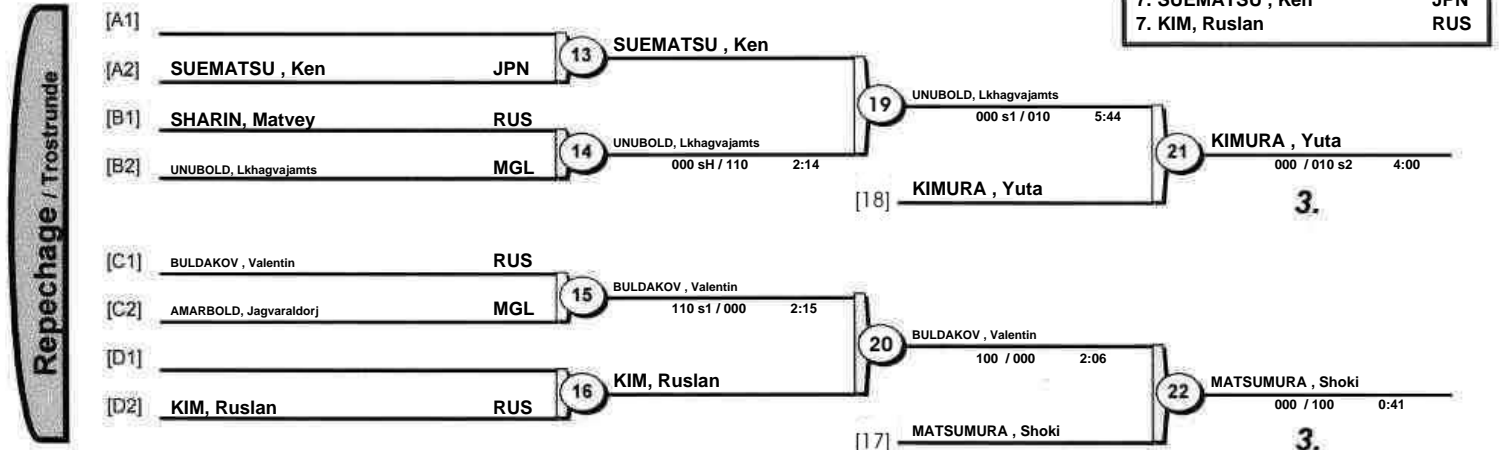 7. SUEMATSU , Ken JPN
7. KIM, Ruslan RUS
Repechage / Trostrunde
[A1]
[A2] SUEMATSU , Ken JPN
13 SUEMATSU , Ken
[B1] SHARIN, Matvey RUS
[B2] UNUBOLD, Lkhagvajamts MGL
14 UNUBOLD, Lkhagvajamts
000 sH / 110 2:14
19 UNUBOLD, Lkhagvajamts
000 s1 / 010 5:44
[18] KIMURA , Yuta
21 KIMURA , Yuta
000 / 010 s2 4:00
3.
[C1] BULDAKOV , Valentin RUS
[C2] AMARBOLD, Jagvaraldorj MGL
15 BULDAKOV , Valentin
110 s1 / 000 2:15
[D1]
[D2] KIM, Ruslan RUS
16 KIM, Ruslan
20 BULDAKOV , Valentin
100 / 000 2:06
[17] MATSUMURA , Shoki
22 MATSUMURA , Shoki
000 / 100 0:41
3.